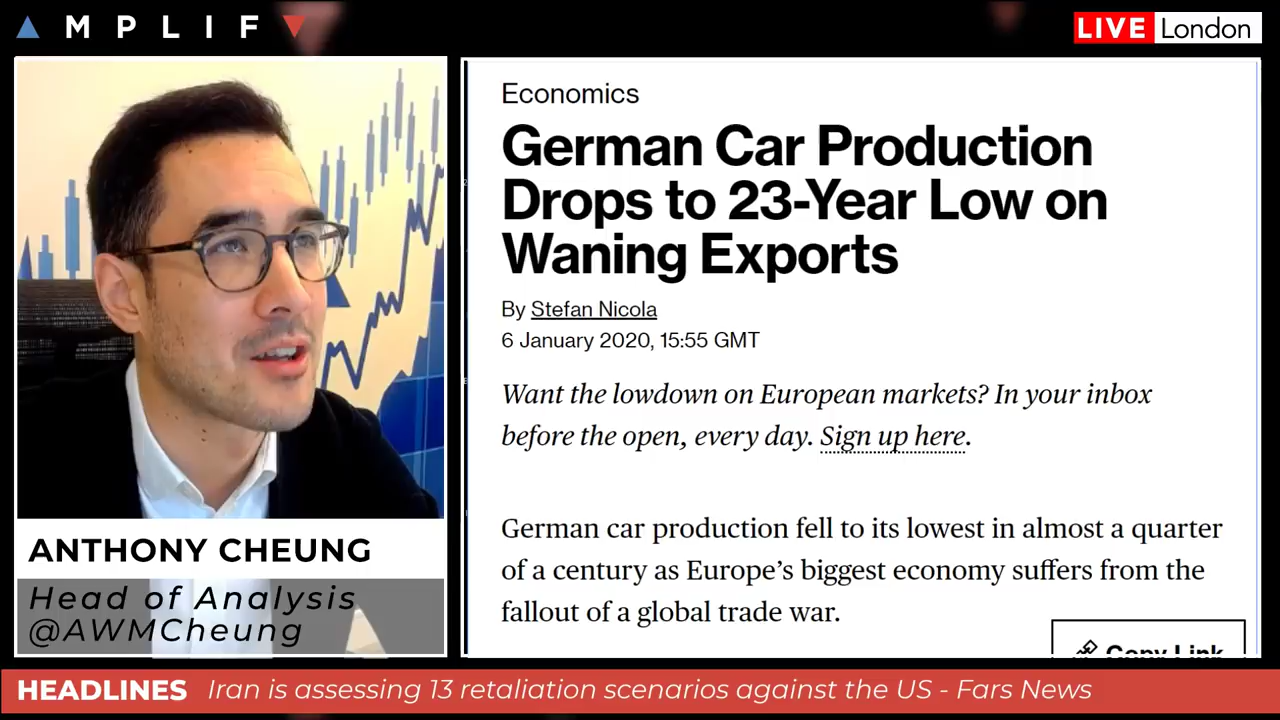 AMPLIFY
LIVE London
Economics
German Car Production
Drops to 23-Year Low on
Waning Exports
By Stefan Nicola
6 January 2020, 15:55 GMT
Want the lowdown on European markets? In your inbox
before the open, every day. Sign up here.
German car production fell to its lowest in almost a quarter
of a century as Europe’s biggest economy suffers from the
fallout of a global trade war.
Copy Link
ANTHONY CHEUNG
Head of Analysis
@AWMCheung
HEADLINES Iran is assessing 13 retaliation scenarios against the US - Fars News